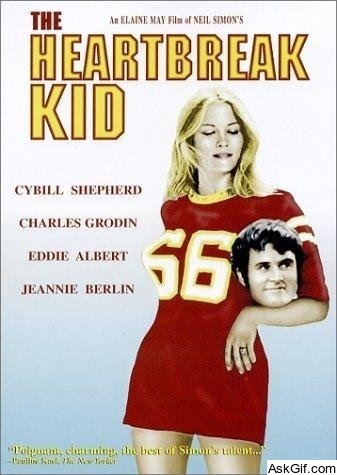 An ELAINE MAY Film of NEIL SIMON'S
THE
HEARTBREAK
KID
CYBILL SHEPHERD
CHARLES GRODIN
EDDIE ALBERT
JEANNIE BERLIN
66
"Poignant, charming, the best of Simon's talent..."
~Pauline Kael, The New Yorker
AskGif.com